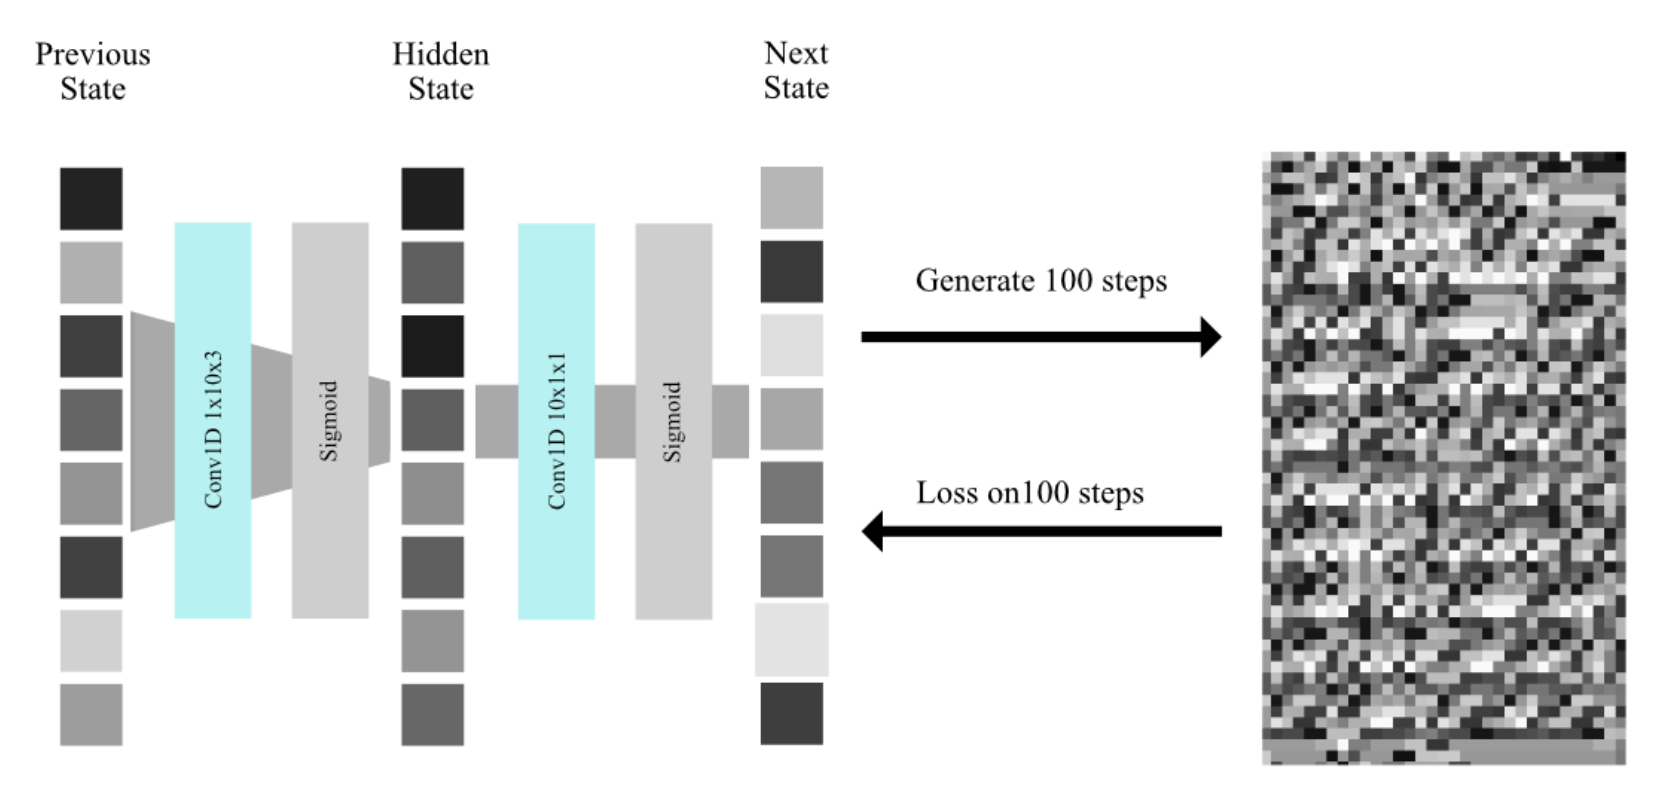 Previous
State
Hidden
State
Next
State
Conv1D 1x10x3
Sigmoid
Conv1D 10x1x1
Sigmoid
Generate 100 steps
Loss on100 steps